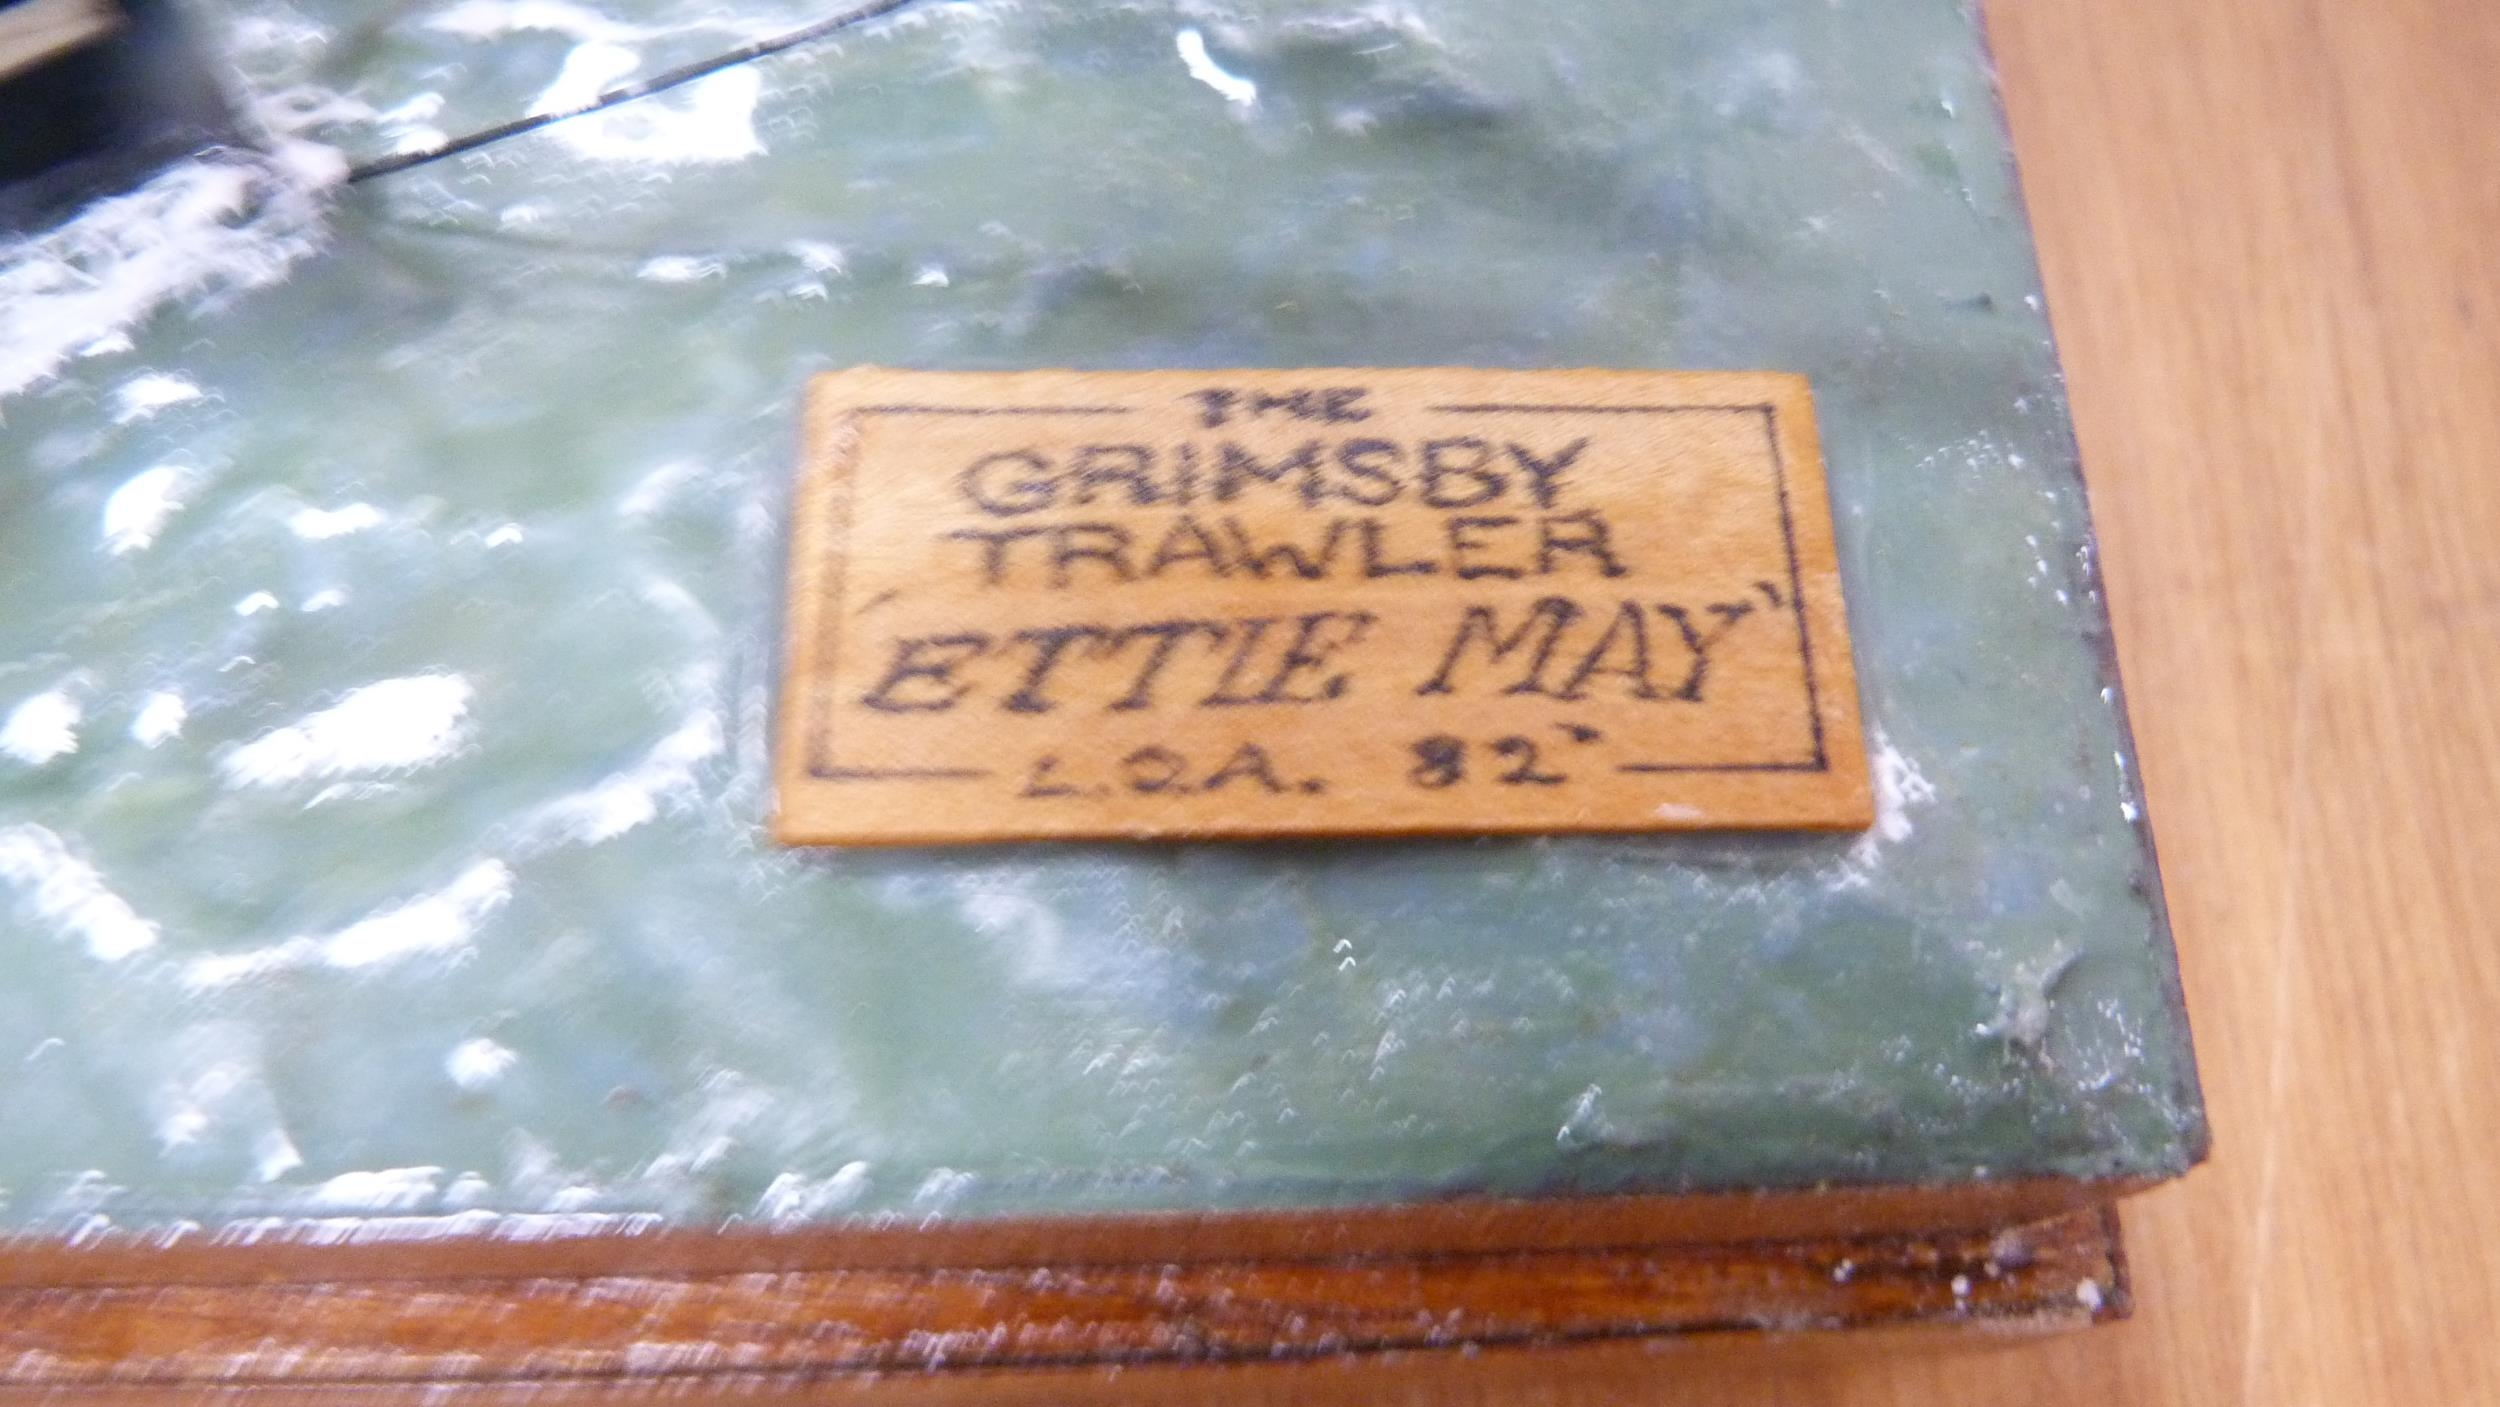 THE
GRIMSBY
TRAWLER
'ETTIE MAY'
L.O.A. 82'